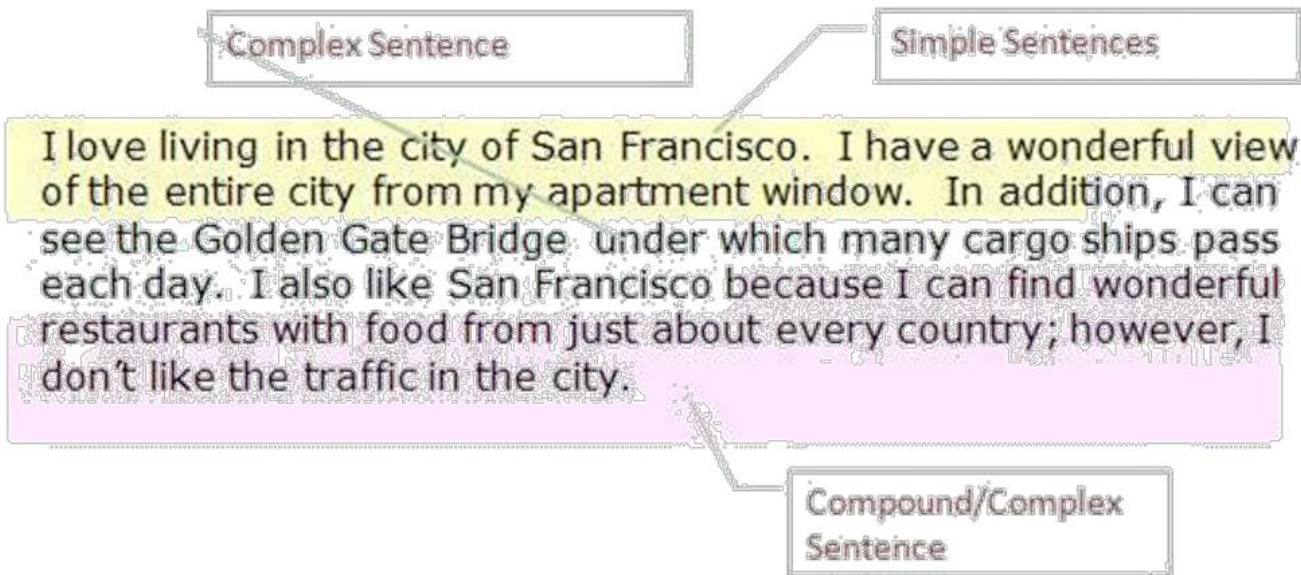 Complex Sentence
Simple Sentences
I love living in the city of San Francisco.  I have a wonderful view
of the entire city from my apartment window.  In addition, I can
see the Golden Gate Bridge  under which many cargo ships pass
each day.  I also like San Francisco because I can find wonderful
restaurants with food from just about every country; however, I
don't like the traffic in the city.
Compound/Complex
Sentence